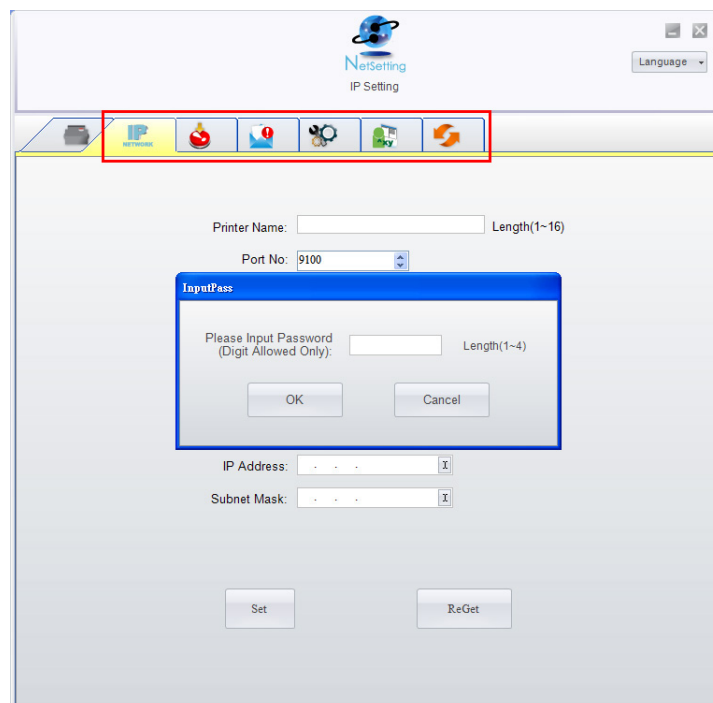 NetSetting
Language
IP Setting
IP
NETWORK
Printer Name:
Length(1~16)
Port No:
9100
InputPass
Please Input Password
(Digit Allowed Only):
Length(1~4)
OK
Cancel
IP Address:
. . .
Subnet Mask:
. . .
Set
ReGet